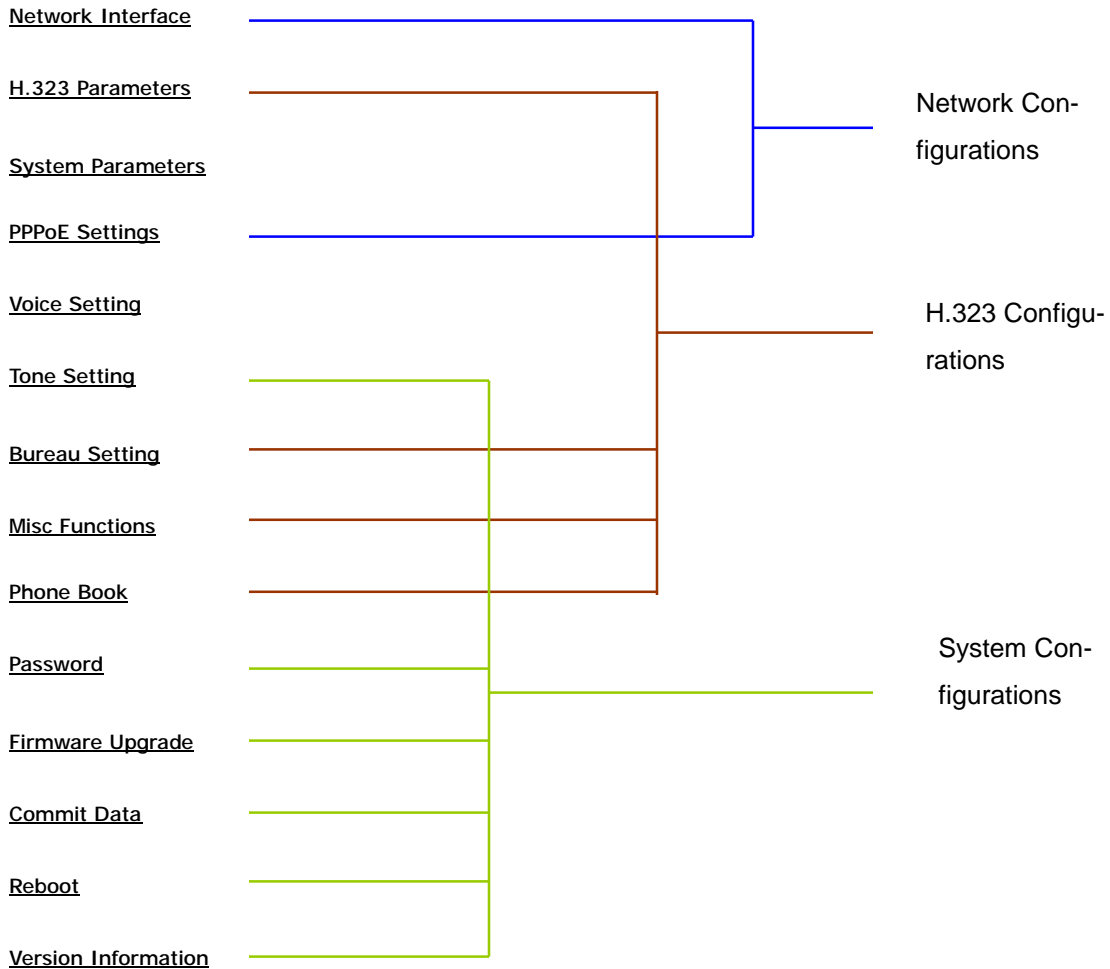 Network Interface
H.323 Parameters
System Parameters
PPPoE Settings
Voice Setting
Tone Setting
Bureau Setting
Misc Functions
Phone Book
Password
Firmware Upgrade
Commit Data
Reboot
Version Information
Network Con-
figurations
H.323 Configu-
rations
System Con-
figurations